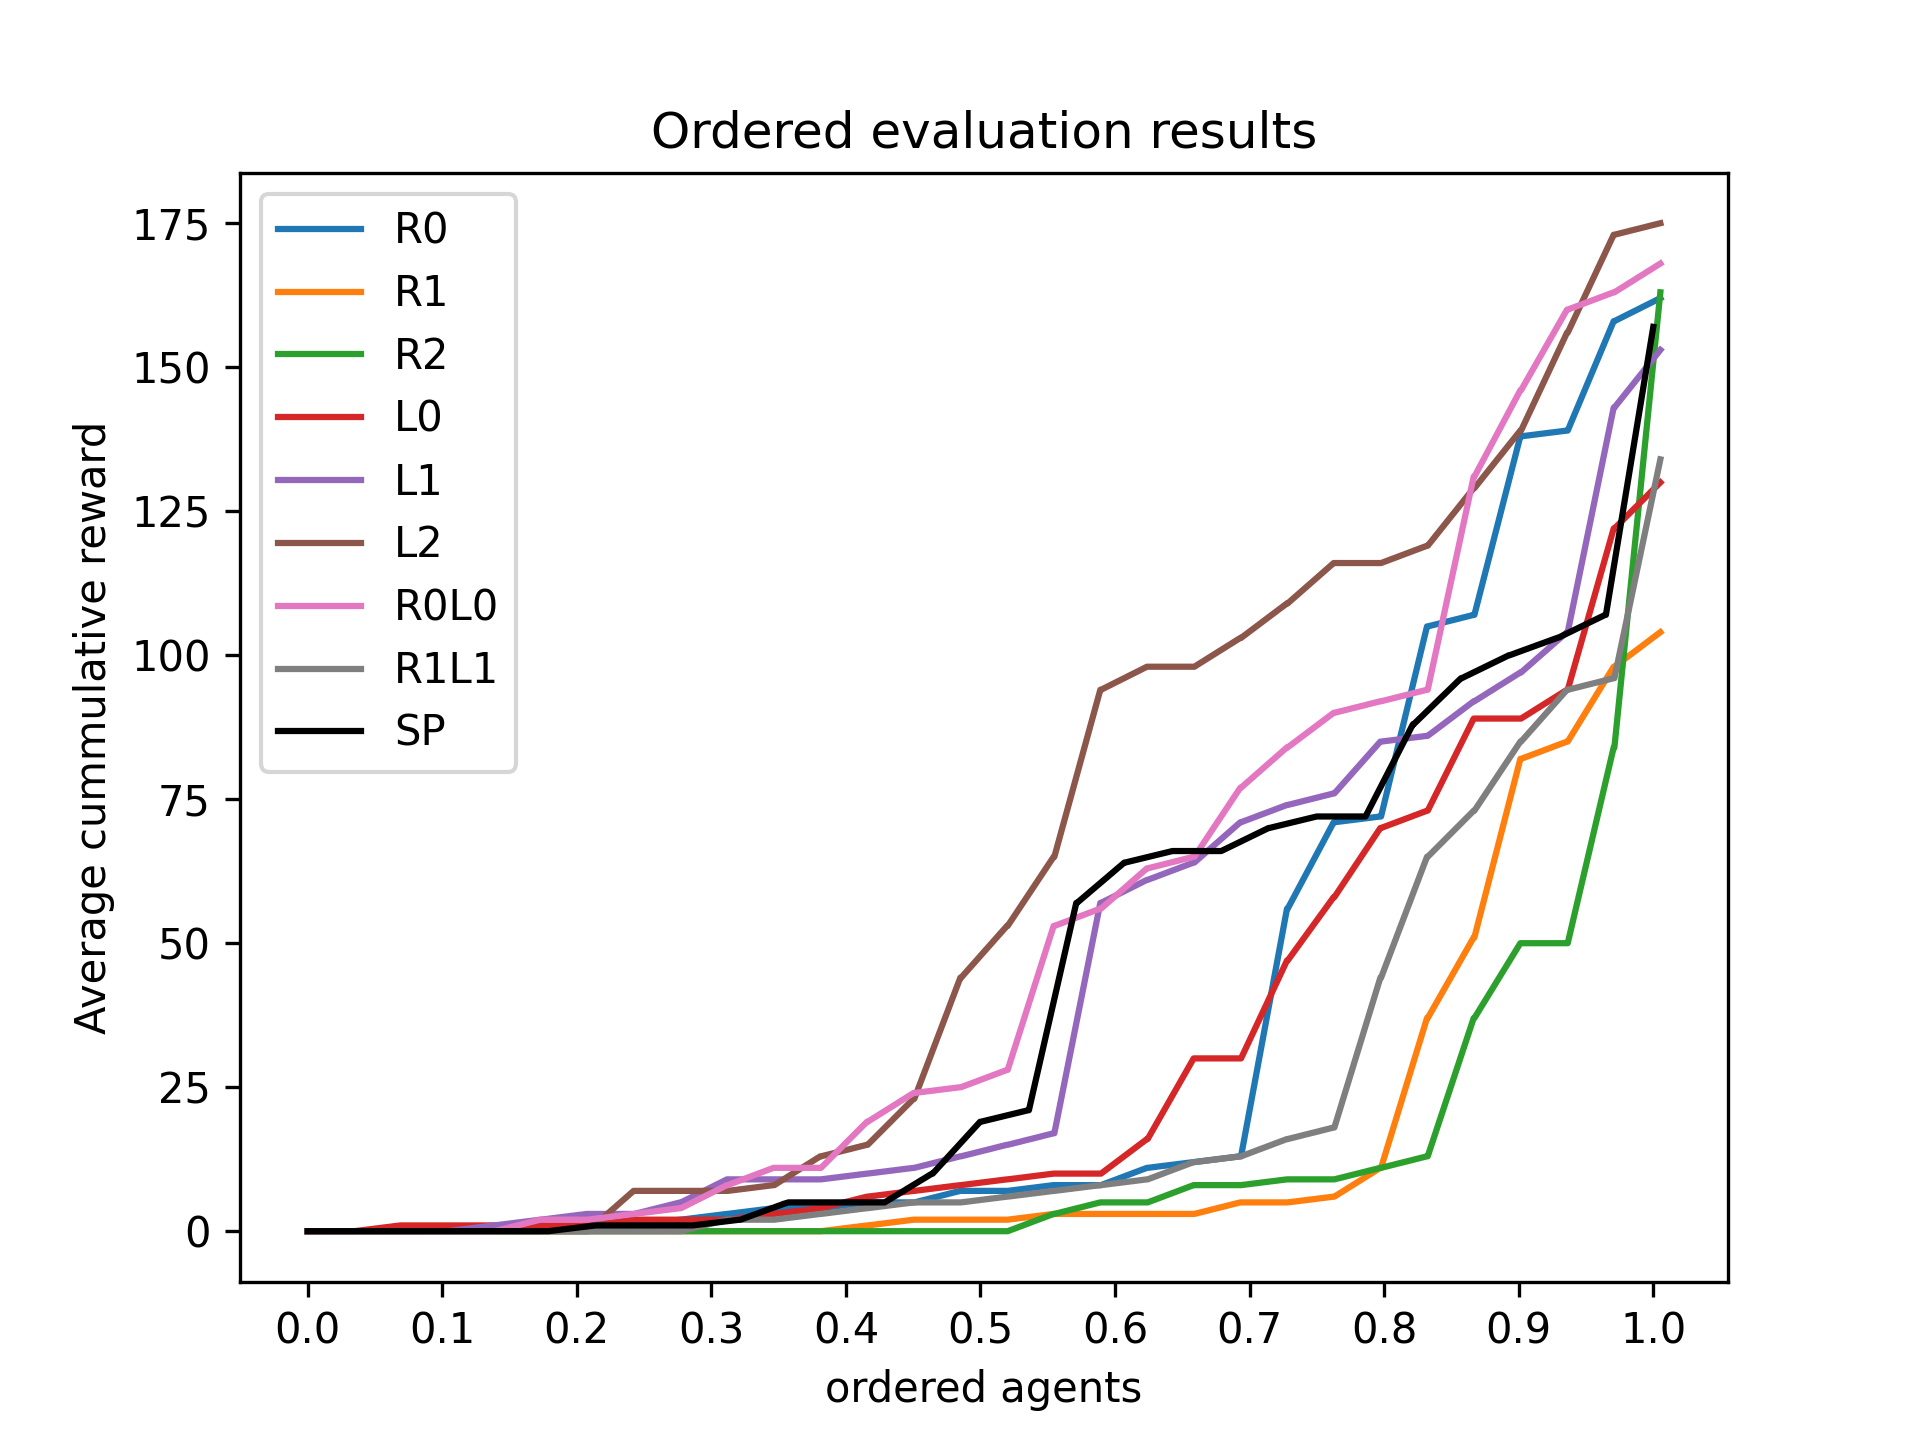 Ordered evaluation results
Average cummulative reward
175
150
125
100
75
50
25
0
R0
R1
R2
L0
L1
L2
R0L0
R1L1
SP
0.0 0.1 0.2 0.3 0.4 0.5 0.6 0.7 0.8 0.9 1.0
ordered agents